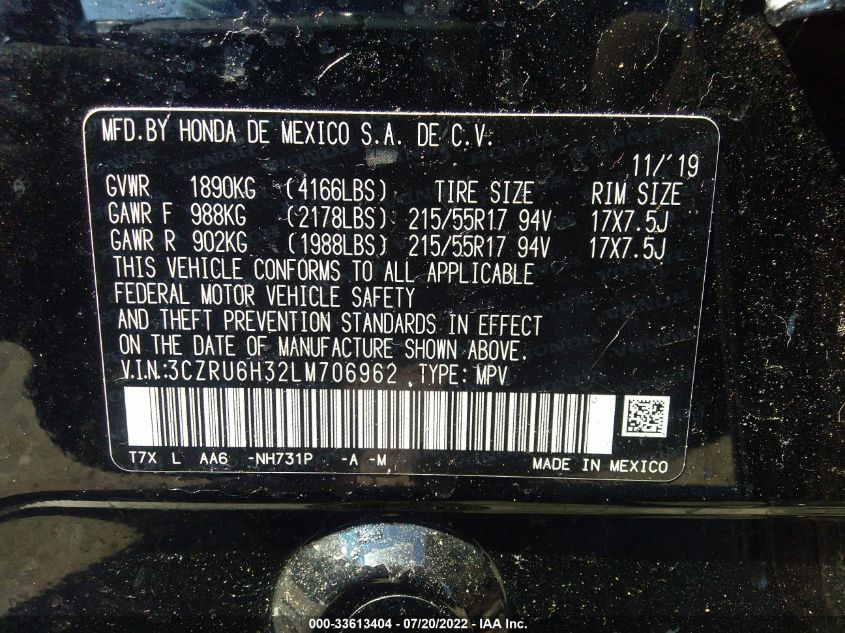 MFD.BY HONDA DE MEXICO S.A. DE C.V.
11/'19
GVWR 1890KG (4166LBS) TIRE SIZE RIM SIZE
GAWR F 988KG (2178LBS) 215/55R17 94V 17X7.5J
GAWR R 902KG (1988LBS) 215/55R17 94V 17X7.5J
THIS VEHICLE CONFORMS TO ALL APPLICABLE
FEDERAL MOTOR VEHICLE SAFETY
AND THEFT PREVENTION STANDARDS IN EFFECT
ON THE DATE OF MANUFACTURE SHOWN ABOVE.
V.I.N.:3CZRU6H32LM706962 TYPE: MPV
T7X L AA6 -NH731P -A -M MADE IN MEXICO
000-33613404 - 07/20/2022 - IAA Inc.